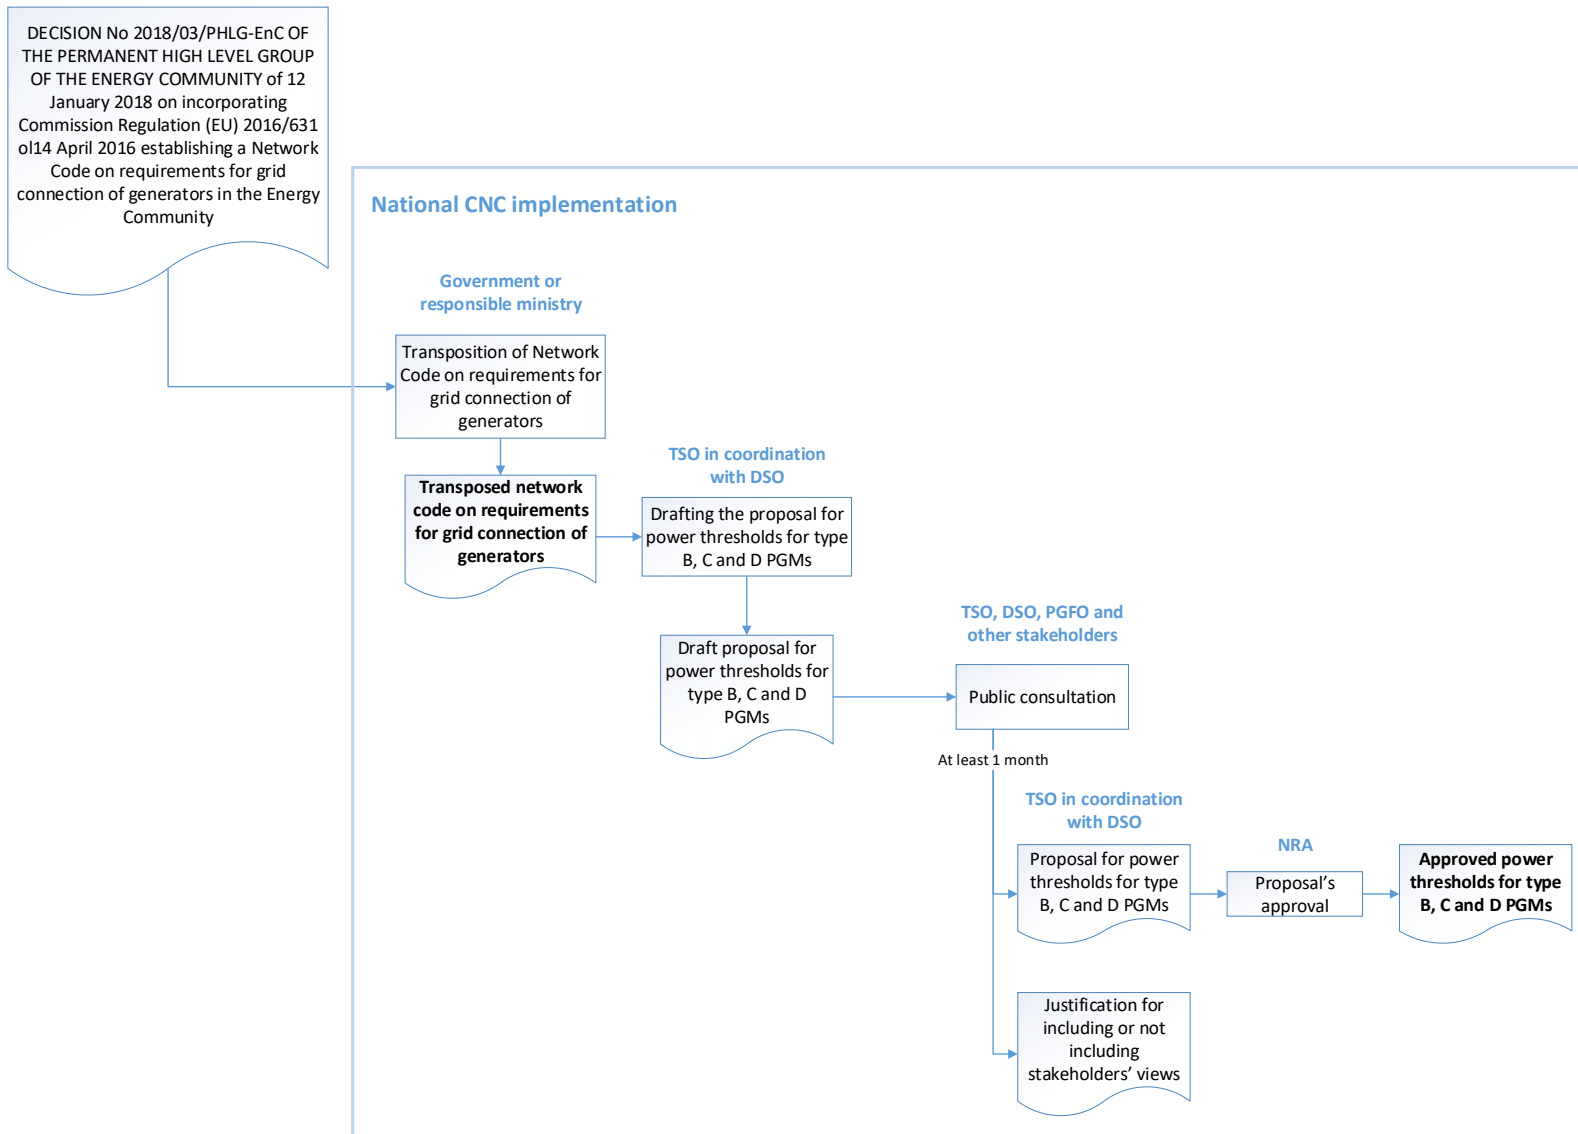 DECISION No 2018/03/PHLG-EnC OF
THE PERMANENT HIGH LEVEL GROUP
OF THE ENERGY COMMUNITY of 12
January 2018 on incorporating
Commission Regulation (EU) 2016/631
ol14 April 2016 establishing a Network
Code on requirements for grid
connection of generators in the Energy
Community
National CNC implementation
Government or
responsible ministry
Transposition of Network
Code on requirements for
grid connection of
generators
Transposed network
code on requirements
for grid connection of
generators
TSO in coordination
with DSO
Drafting the proposal for
power thresholds for type
B, C and D PGMs
Draft proposal for
power thresholds for
type B, C and D
PGMs
TSO, DSO, PGFO and
other stakeholders
Public consultation
At least 1 month
TSO in coordination
with DSO
Proposal for power
thresholds for type
B, C and D PGMs
NRA
Proposal’s
approval
Approved power
thresholds for type
B, C and D PGMs
Justification for
including or not
including
stakeholders’ views